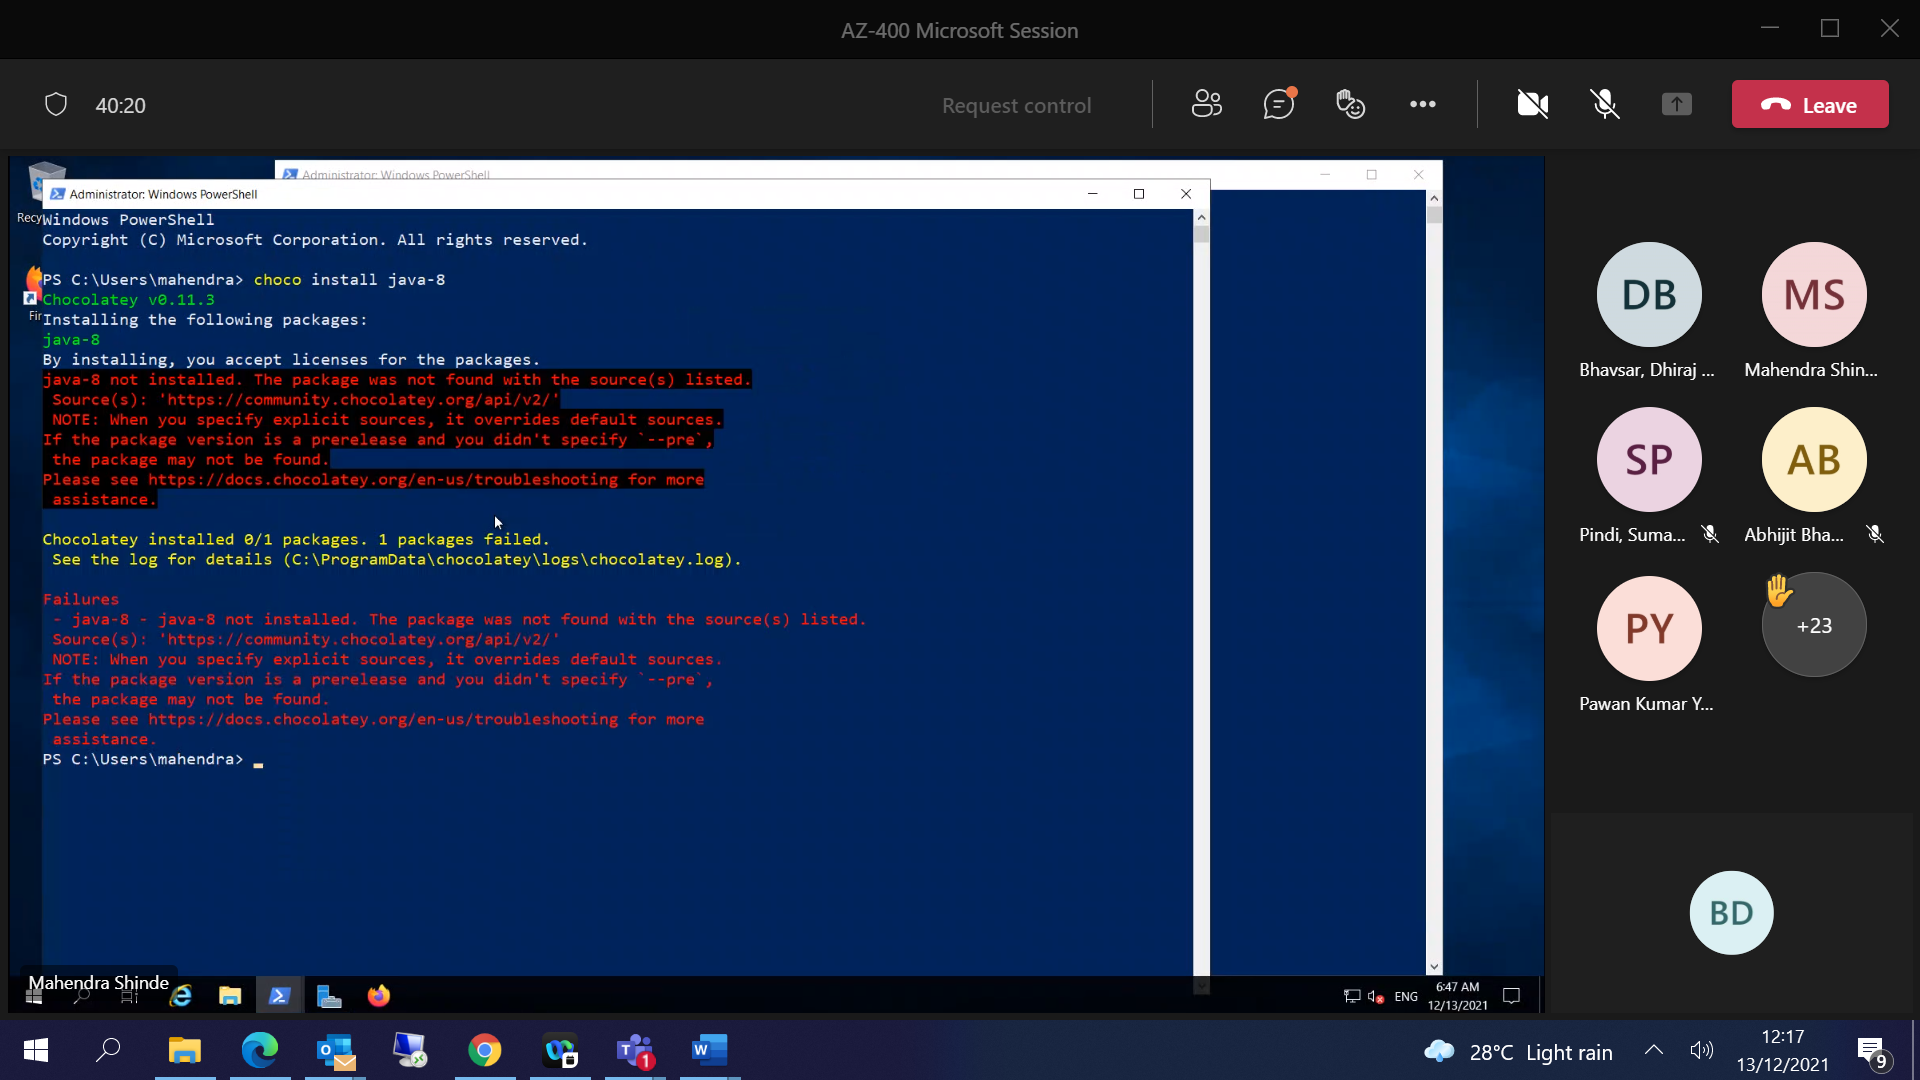 AZ-400 Microsoft Session
40:20
Request control
Leave
Administrator: Windows PowerShell
Administrator: Windows PowerShell
Recy
Windows PowerShell
Copyright (C) Microsoft Corporation. All rights reserved.
PS C:\Users\mahendra> choco install java-8
Chocolatey v0.11.3
Fir
Installing the following packages:
java-8
By installing, you accept licenses for the packages.
java-8 not installed. The package was not found with the source(s) listed.
Source(s): 'https://community.chocolatey.org/api/v2/'
NOTE: When you specify explicit sources, it overrides default sources.
If the package version is a prerelease and you didn't specify `--pre`,
the package may not be found.
Please see https://docs.chocolatey.org/en-us/troubleshooting for more
assistance.
Chocolatey installed 0/1 packages. 1 packages failed.
See the log for details (C:\ProgramData\chocolatey\logs\chocolatey.log).
Failures
- java-8 - java-8 not installed. The package was not found with the source(s) listed.
Source(s): 'https://community.chocolatey.org/api/v2/'
NOTE: When you specify explicit sources, it overrides default sources.
If the package version is a prerelease and you didn't specify `--pre`,
the package may not be found.
Please see https://docs.chocolatey.org/en-us/troubleshooting for more
assistance.
PS C:\Users\mahendra>
DB
MS
Bhavsar, Dhiraj ...
Mahendra Shin...
SP
AB
Pindi, Suma...
Abhijit Bha...
PY
+23
Pawan Kumar Y...
BD
Mahendra Shinde
ENG
6:47 AM
12/13/2021
1
28°C Light rain
12:17
13/12/2021
9